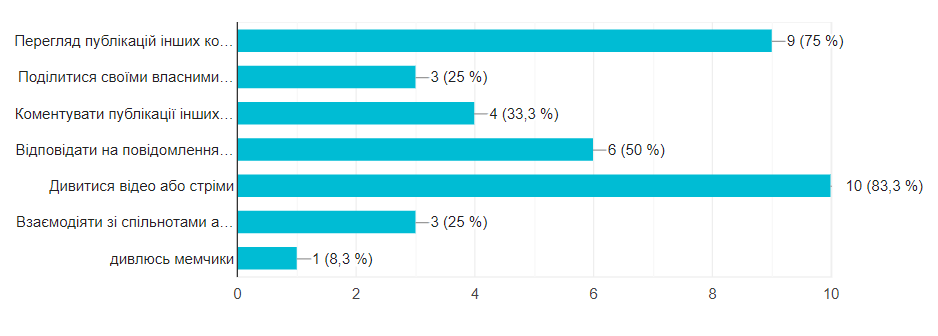 Перегляд публікацій інших ко… 9 (75 %)
Поділитися своїми власними… 3 (25 %)
Коментувати публікації інших… 4 (33,3 %)
Відповідати на повідомлення… 6 (50 %)
Дивитися відео або стріми 10 (83,3 %)
Взаємодіяти зі спільнотами а… 3 (25 %)
дивлюсь мемчики 1 (8,3 %)
0 2 4 6 8 10